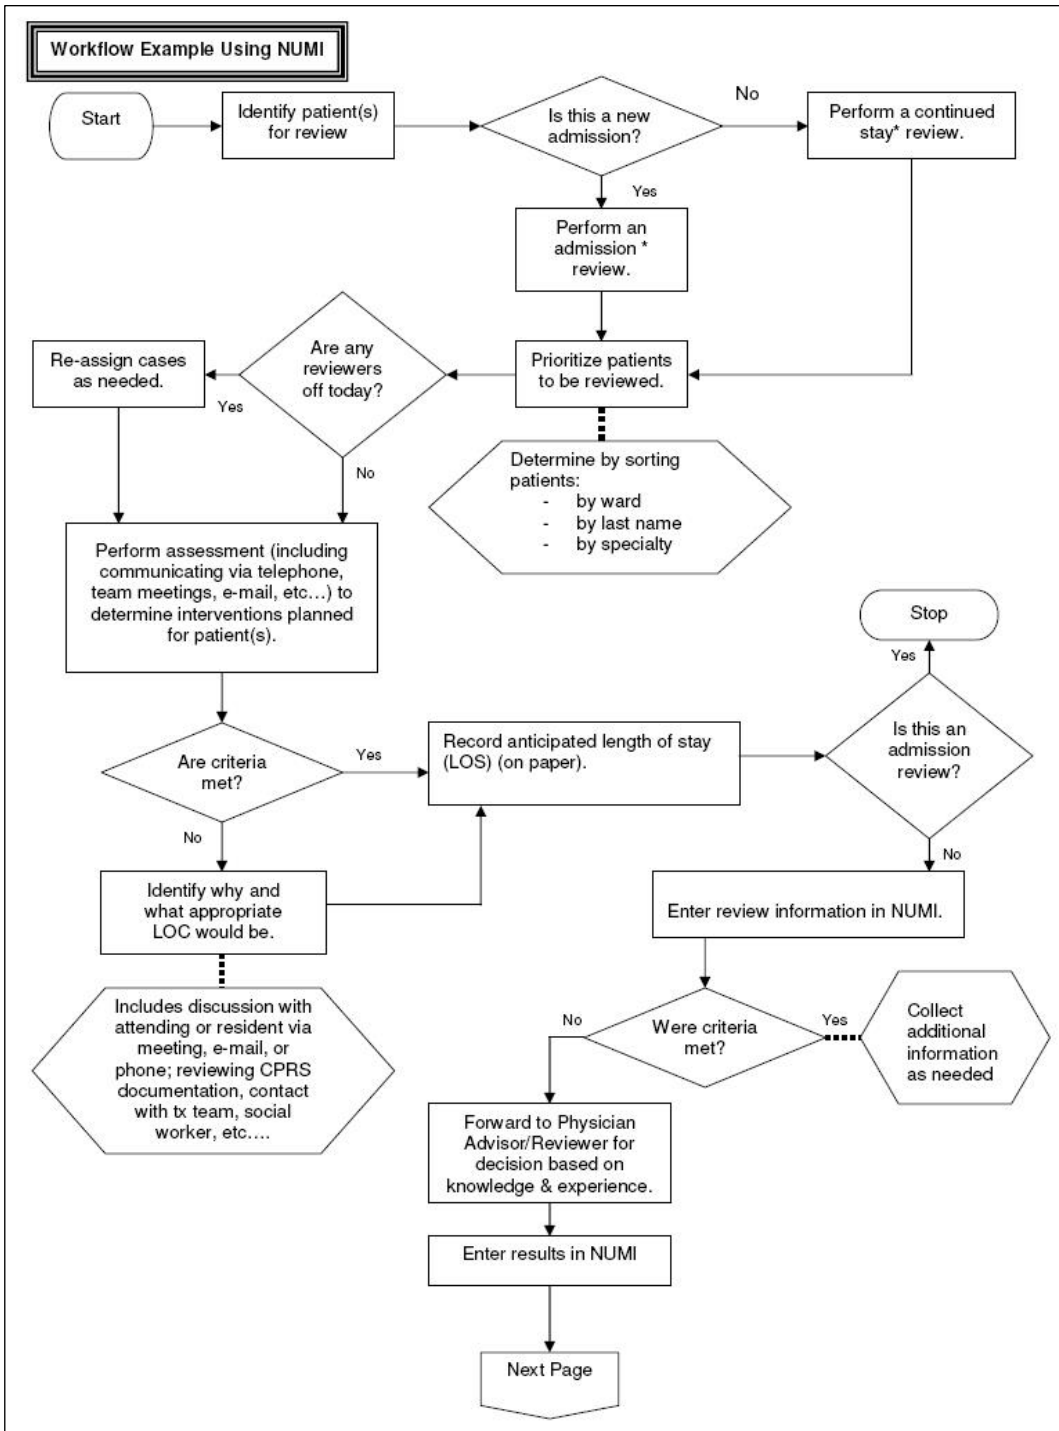 Workflow Example Using NUMI
Start
Identify patient(s)
for review
Is this a new
admission?
No
Perform a continued
stay* review.
Yes
Perform an
admission *
review.
Re-assign cases
as needed.
Yes
Are any
reviewers
off today?
No
Prioritize patients
to be reviewed.
Determine by sorting
patients:
- by ward
- by last name
- by specialty
Perform assessment (including
communicating via telephone,
team meetings, e-mail, etc...) to
determine interventions planned
for patient(s).
Stop
Yes
Are criteria
met?
Yes
Record anticipated length of stay
(LOS) (on paper).
Is this an
admission
review?
No
No
Identify why and
what appropriate
LOC would be.
Enter review information in NUMI.
Includes discussion with
attending or resident via
meeting, e-mail, or
phone; reviewing CPRS
documentation, contact
with tx team, social
worker, etc....
No
Were criteria
met?
Yes
Collect
additional
information
as needed
Forward to Physician
Advisor/Reviewer for
decision based on
knowledge & experience.
Enter results in NUMI
Next Page